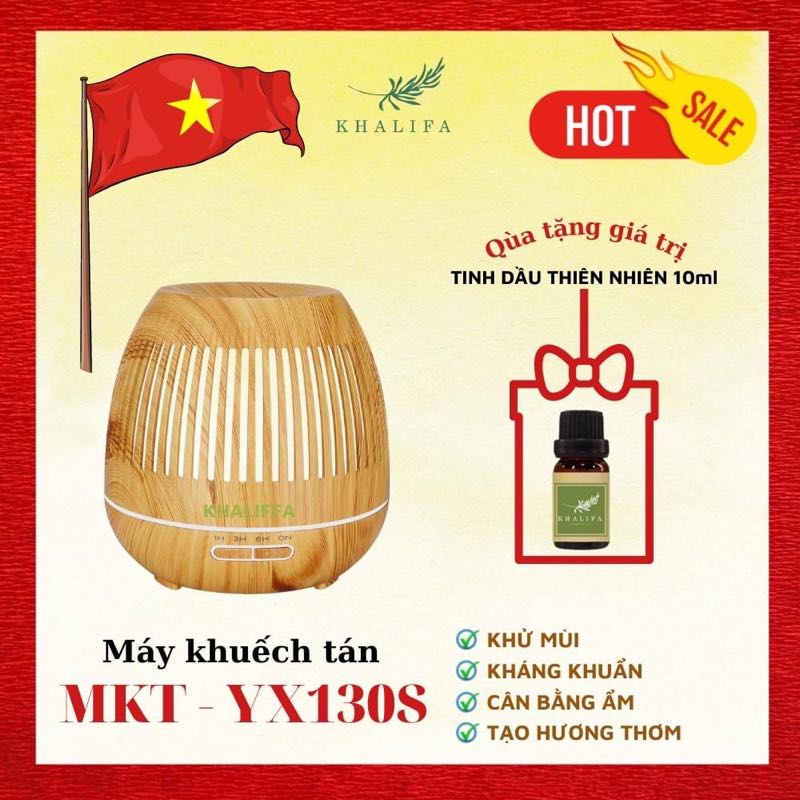 KHALIFA
HOT
SALE
Qùa tặng giá trị
TINH DẦU THIÊN NHIÊN 10ml
KHALIFA
KHALIFFA
1H 3H 6H ON
Máy khuếch tán
MKT - YX130S
KHỬ MÙI
KHÁNG KHUẨN
CÂN BẰNG ẨM
TẠO HƯƠNG THƠM